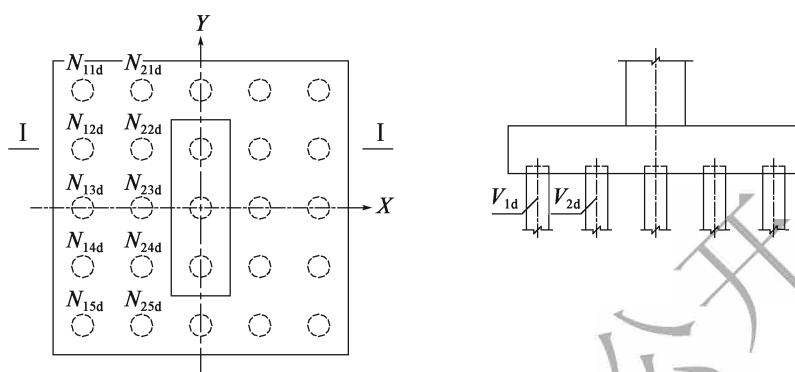 Y
N11d N21d
I N12d N22d I
N13d N23d X
N14d N24d
N15d N25d
V1d V2d